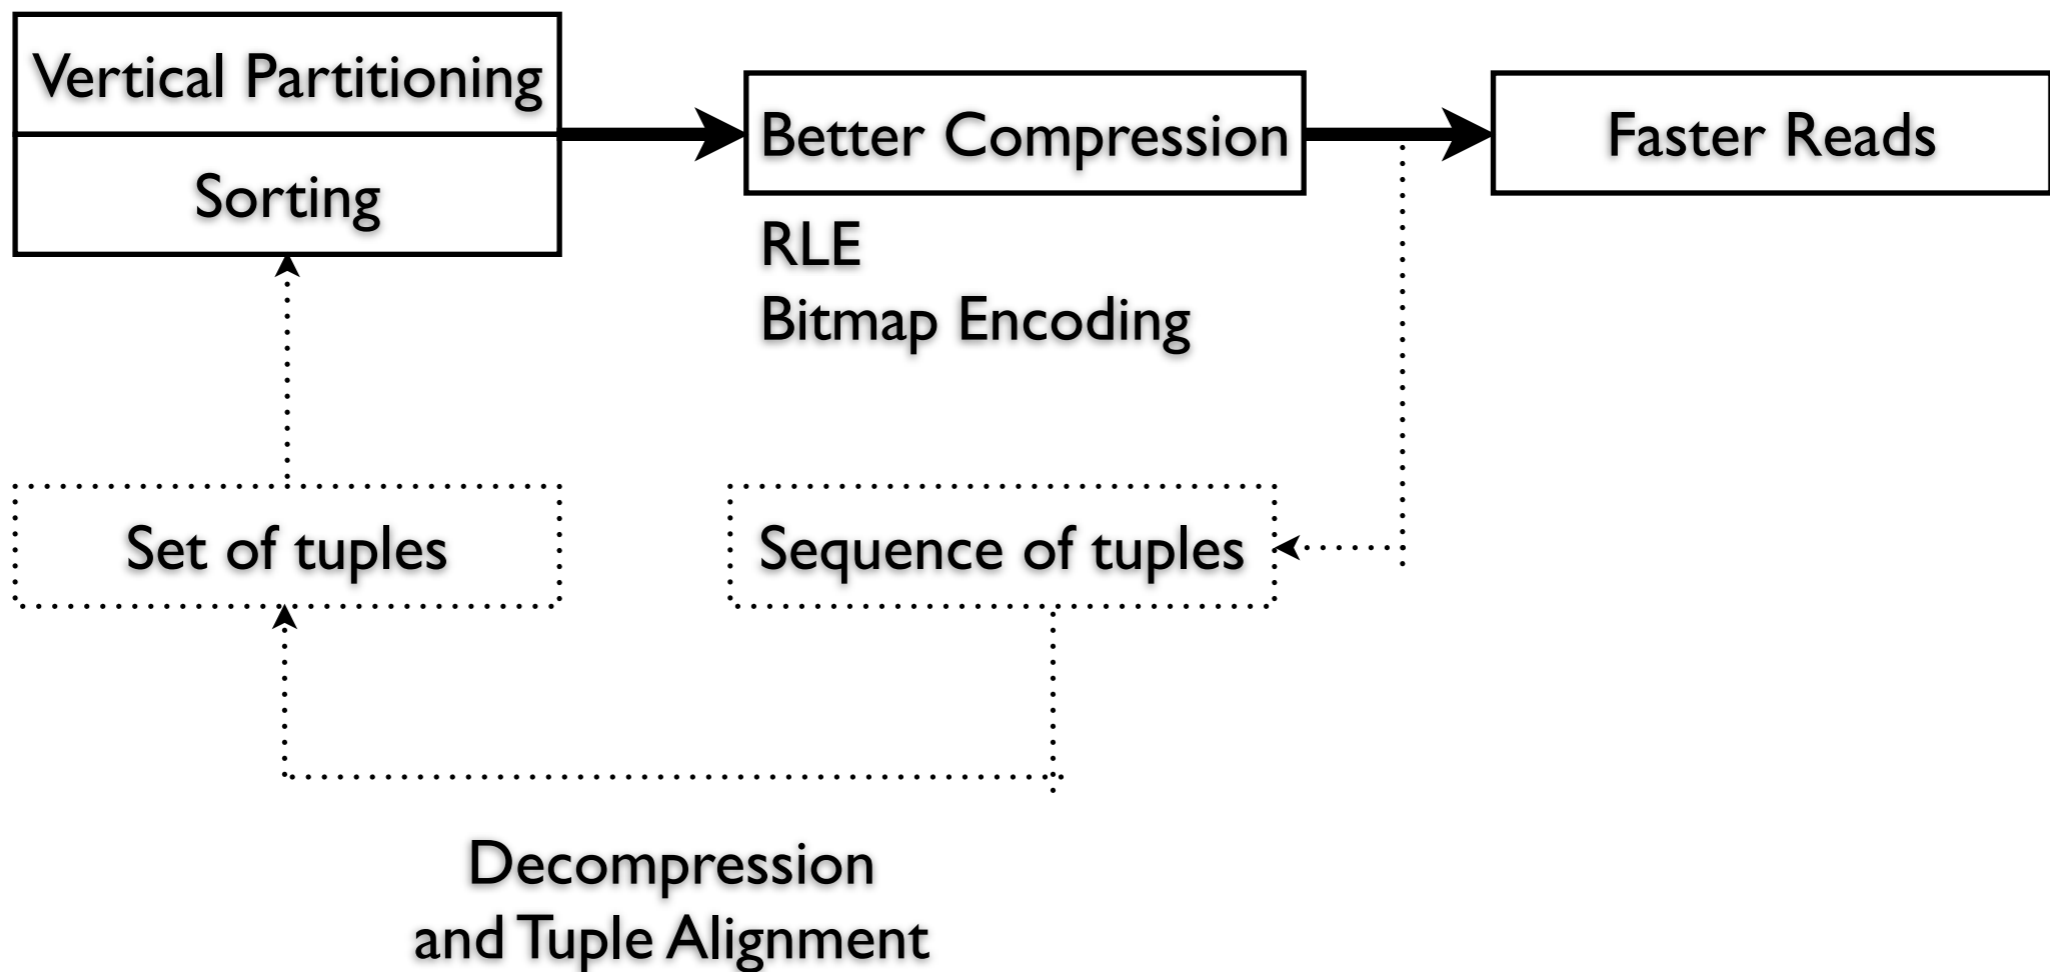 Vertical Partitioning
Sorting
Better Compression
RLE
Bitmap Encoding
Faster Reads
Set of tuples
Sequence of tuples
Decompression
and Tuple Alignment